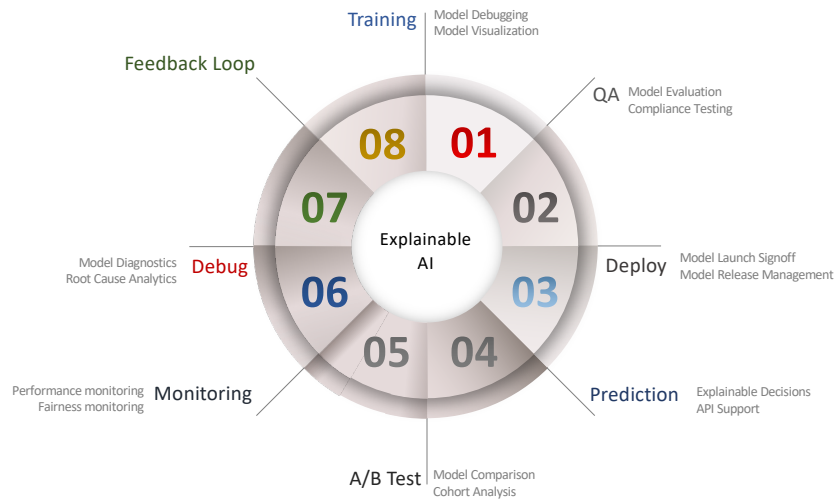 Training
Model Debugging
Model Visualization
Feedback Loop
QA
Model Evaluation
Compliance Testing
08
01
07
02
Explainable
AI
Model Diagnostics
Root Cause Analytics
Debug
Deploy
Model Launch Signoff
Model Release Management
06
03
05
04
Performance monitoring
Fairness monitoring
Monitoring
Prediction
Explainable Decisions
API Support
A/B Test
Model Comparison
Cohort Analysis